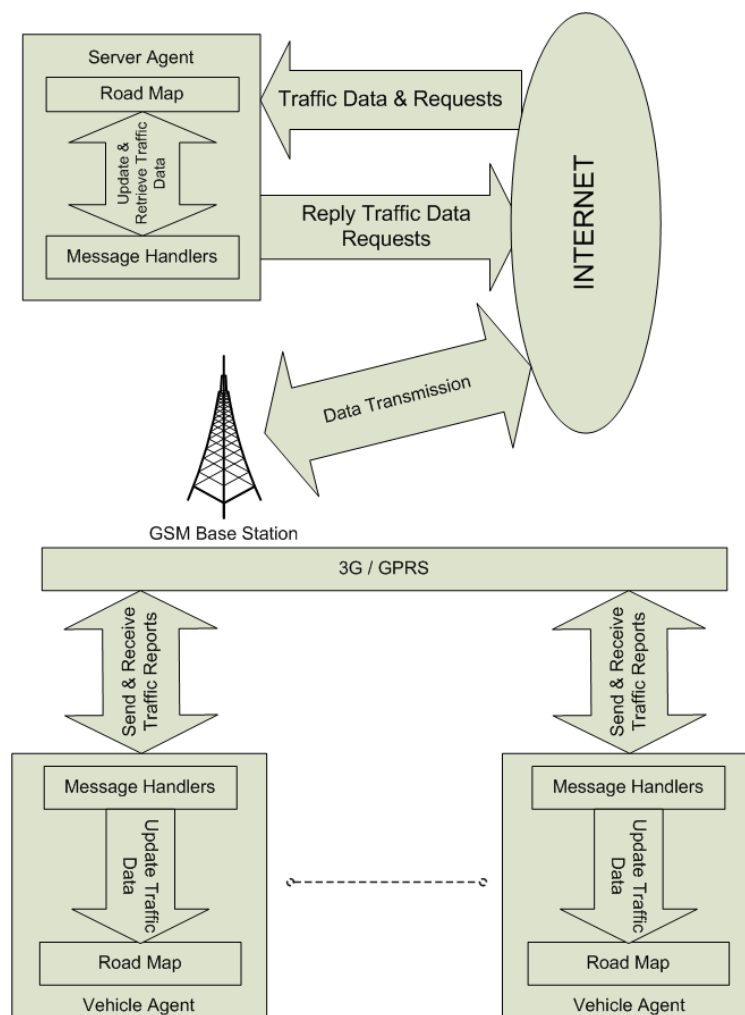 Server Agent
Road Map
Update &
Retrieve Traffic
Data
Message Handlers
Traffic Data & Requests
Reply Traffic Data
Requests
INTERNET
Data Transmission
GSM Base Station
3G / GPRS
Send & Receive
Traffic Reports
Send & Receive
Traffic Reports
Message Handlers
Update Traffic
Data
Road Map
Vehicle Agent
Message Handlers
Update Traffic
Data
Road Map
Vehicle Agent